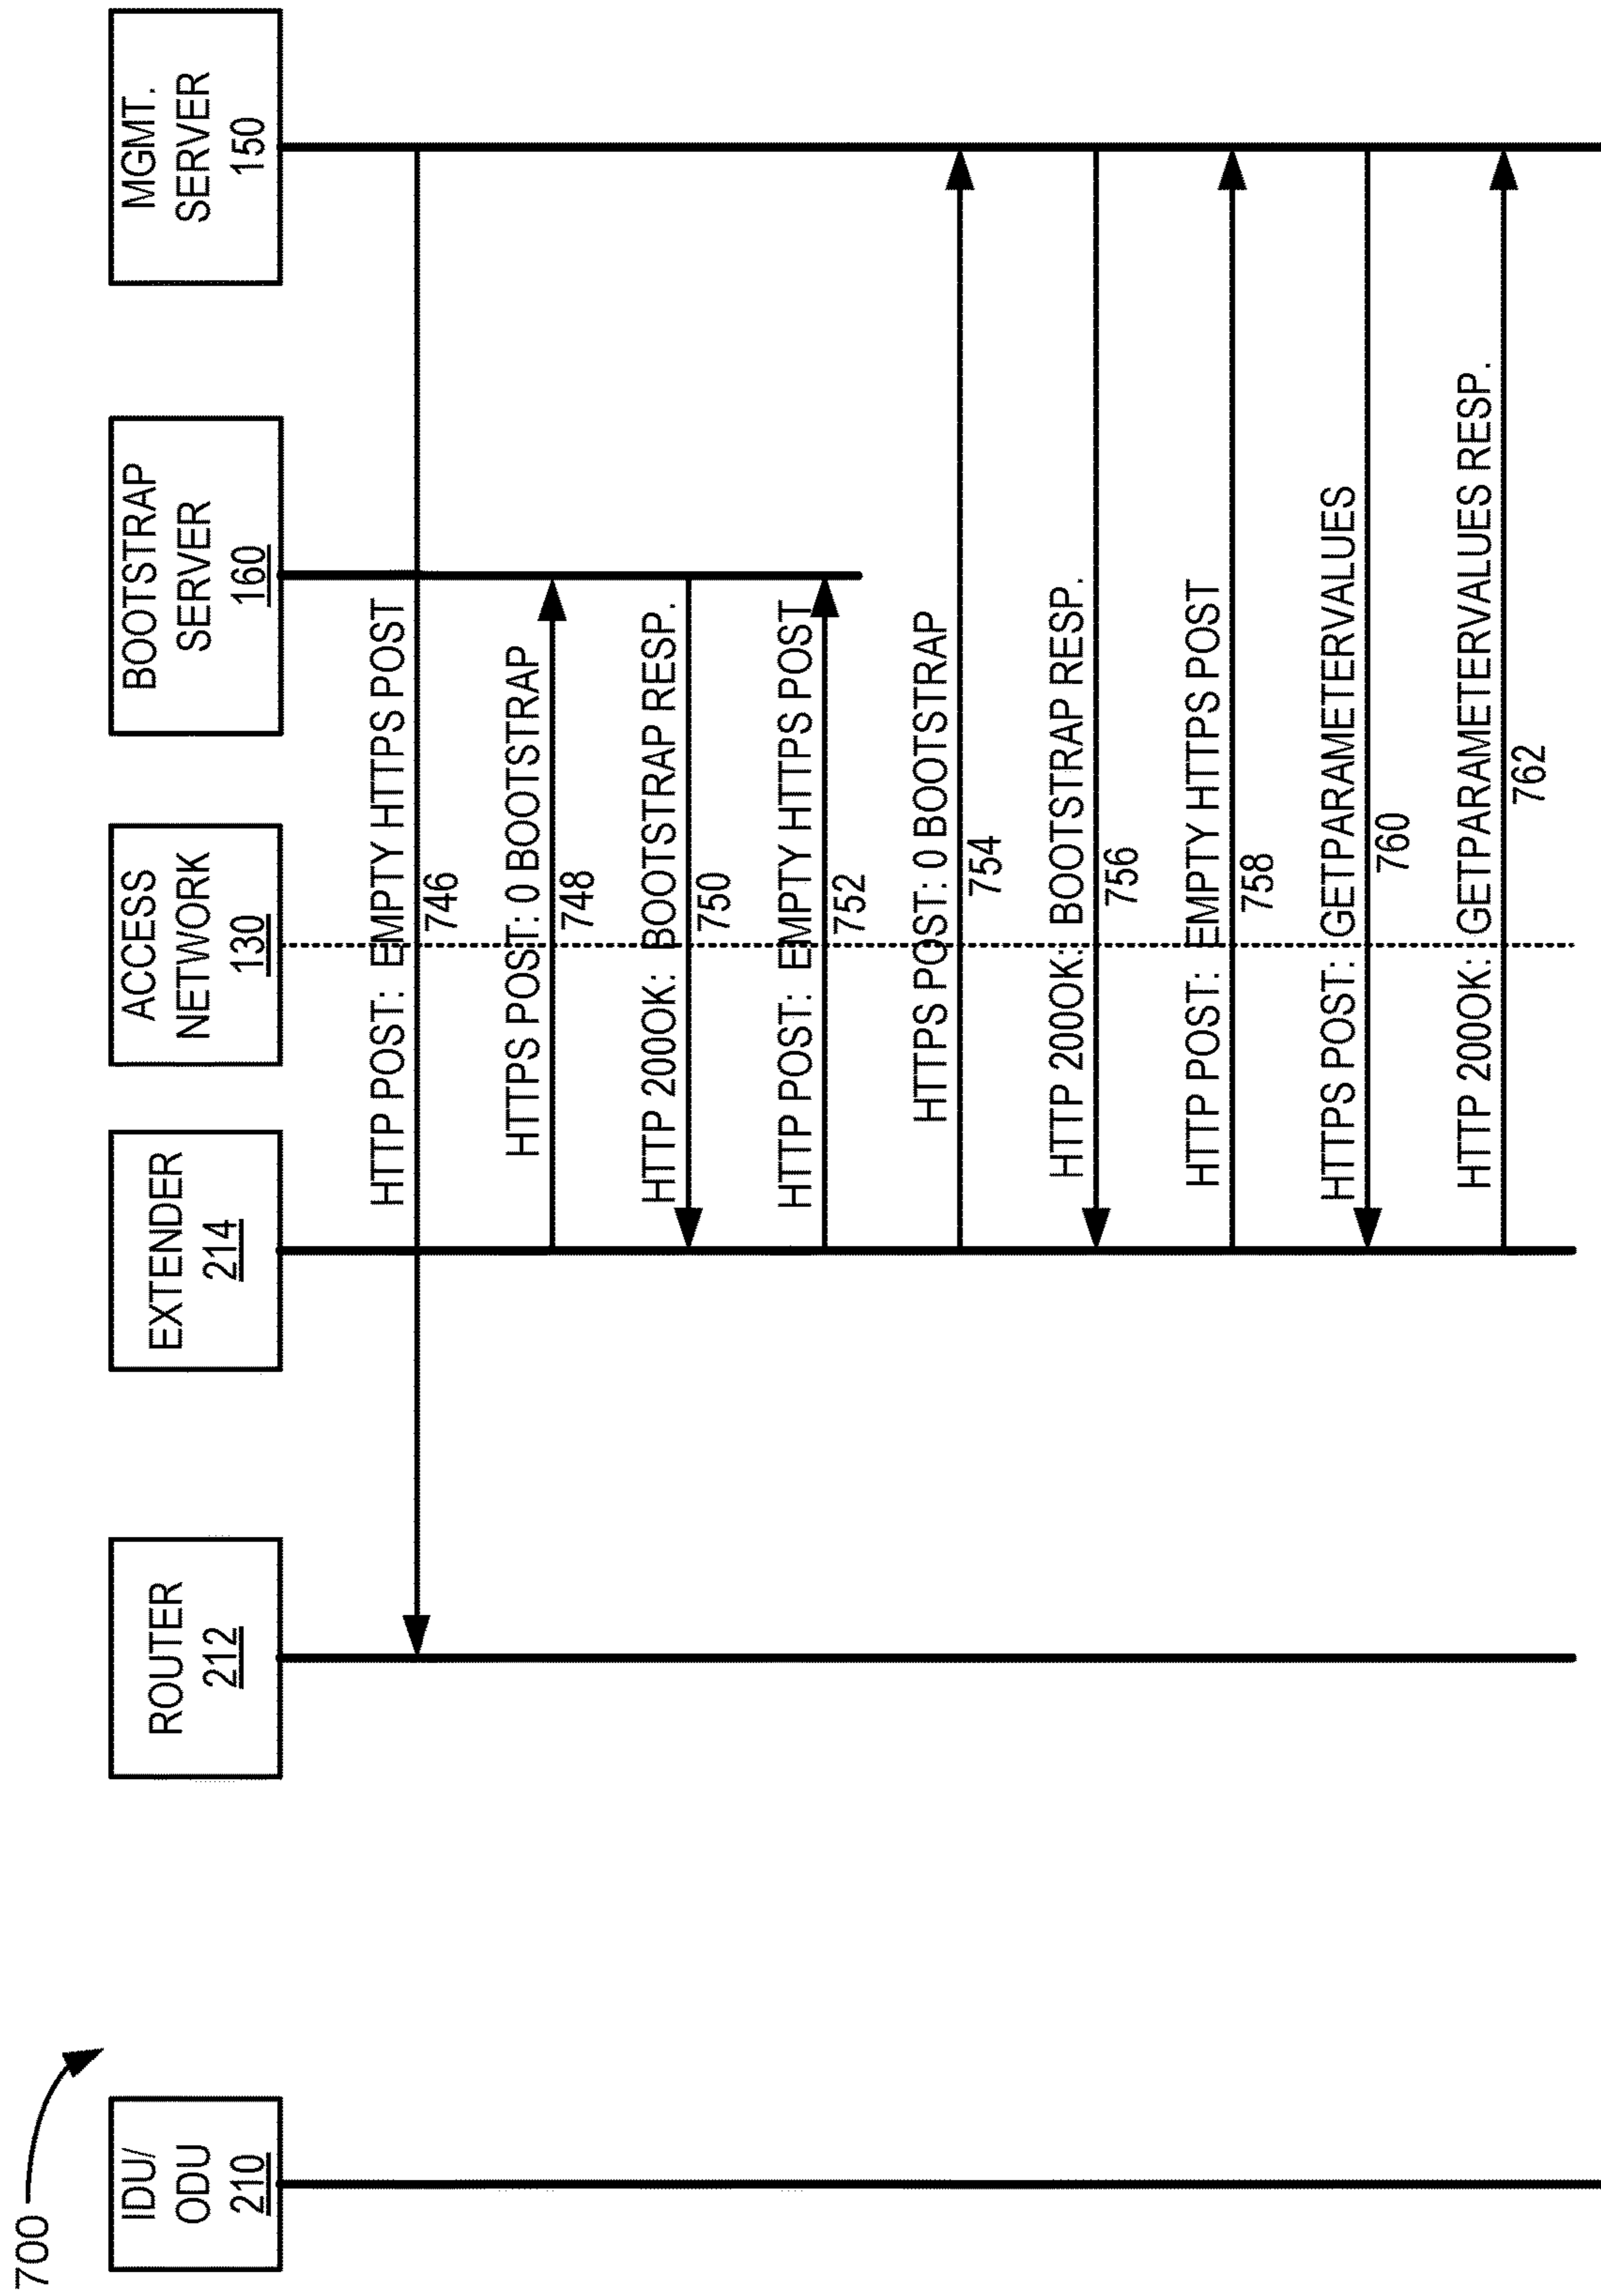 700
IDU/
ODU
210
ROUTER
212
EXTENDER
214
ACCESS
NETWORK
130
BOOTSTRAP
SERVER
160
MGMT.
SERVER
150
HTTP POST: EMPTY HTTPS POST
746
HTTPS POST: 0 BOOTSTRAP
748
HTTP 200OK: BOOTSTRAP RESP.
750
HTTP POST: EMPTY HTTPS POST
752
HTTPS POST: 0 BOOTSTRAP
754
HTTP 200OK: BOOTSTRAP RESP.
756
HTTP POST: EMPTY HTTPS POST
758
HTTPS POST: GETPARAMETERVALUES
760
HTTP 200OK: GETPARAMETERVALUES RESP.
762